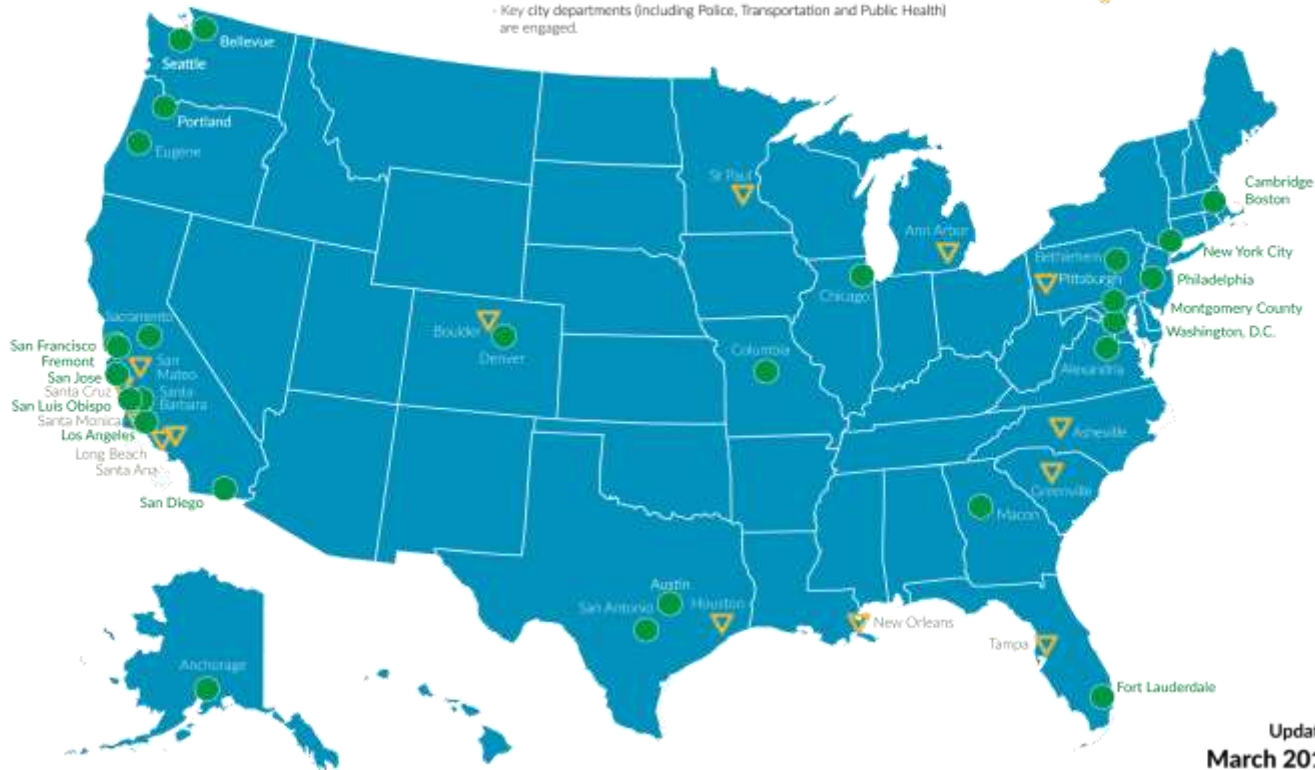 - Key city departments (including Police, Transportation and Public Health)
are engaged.
Bellevue
Seattle
Portland
Eugene
St Paul
Ann Arbor
Cambridge
Boston
New York City
Bethlehem
Pittsburgh
Philadelphia
Montgomery County
Washington, D.C.
Alexandria
Chicago
Boulder
Denver
Columbia
Sacramento
San Francisco
Fremont
San
Mateo
San Jose
Santa Cruz
Santa
Barbara
San Luis Obispo
Santa Monica
Los Angeles
Long Beach
Santa Ana
San Diego
Asheville
Greenville
Macon
Austin
San Antonio
Houston
New Orleans
Tampa
Fort Lauderdale
Anchorage
March